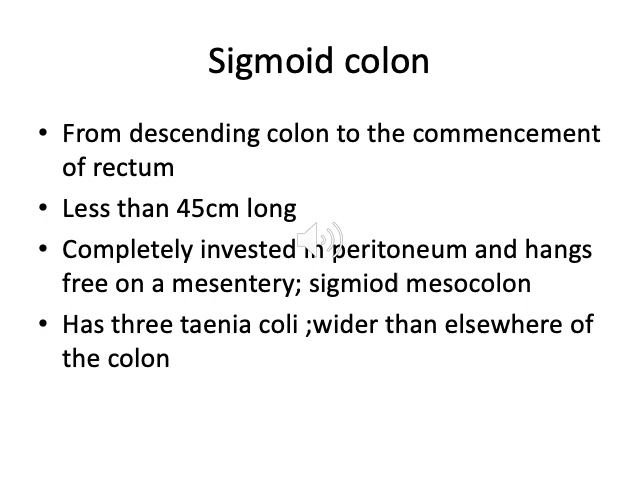 Sigmoid colon
• From descending colon to the commencement
of rectum
• Less than 45cm long
• Completely invested in peritoneum and hangs
free on a mesentery; sigmiod mesocolon
• Has three taenia coli ;wider than elsewhere of
the colon